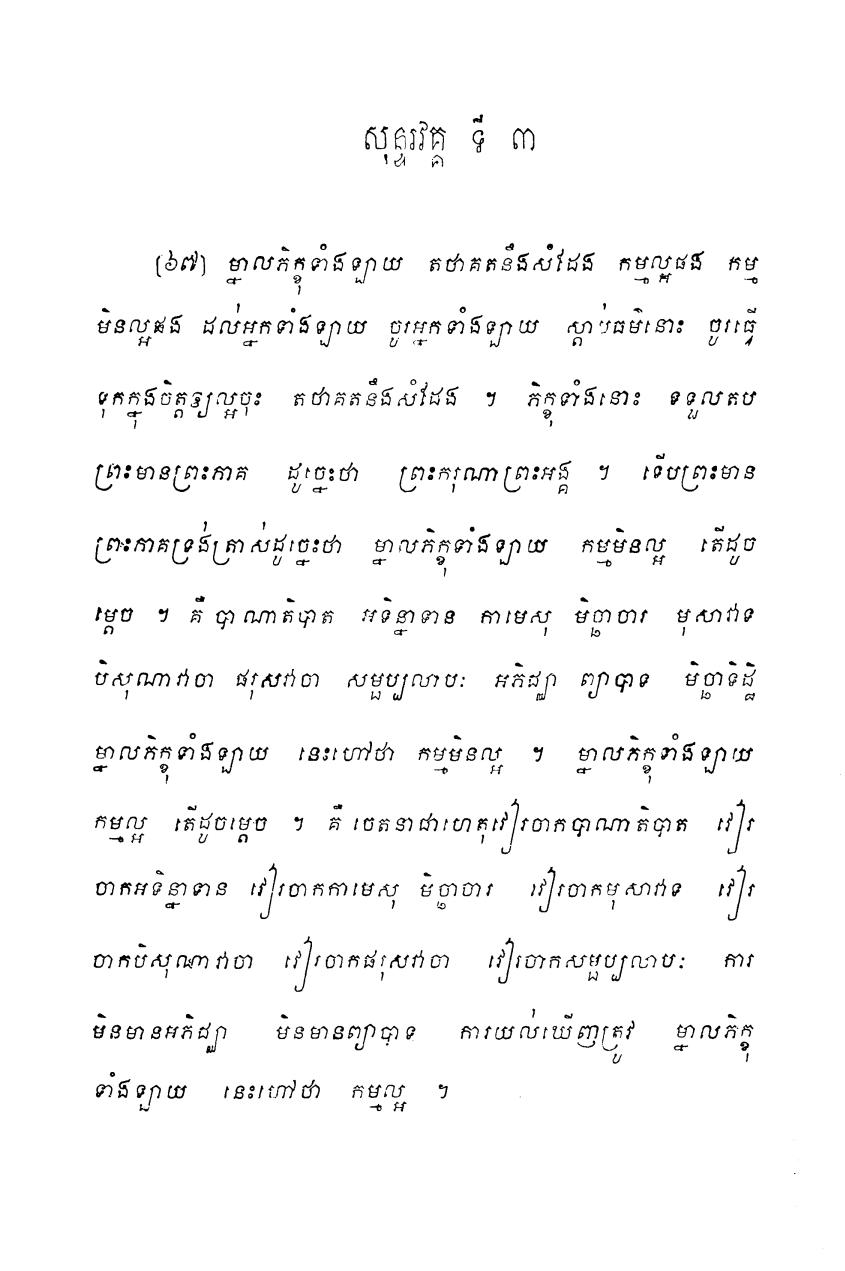 សុន្ទរវគ្គ ទី ៣
(៦៧) ម្នាលភិក្ខុទាំងឡាយ តថាគតនឹងសំដែង កម្មល្អផង កម្ម
មិនល្អផង ដល់អ្នកទាំងឡាយ ចូរអ្នកទាំងឡាយ ស្តាប់ធម៌នោះ ចូរធ្វើ
ទុកក្នុងចិត្តឲ្យល្អចុះ តថាគតនឹងសំដែង ។ ភិក្ខុទាំងនោះ ទទួលតប
ព្រះមានព្រះភាគ ដូច្នេះថា ព្រះករុណាព្រះអង្គ ។ ទើបព្រះមាន
ព្រះភាគទ្រង់ត្រាស់ដូច្នេះថា ម្នាលភិក្ខុទាំងឡាយ កម្មមិនល្អ តើដូច
ម្តេច ។ គឺ បាណាតិបាត អទិន្នាទាន កាមេសុ មិច្ឆាចារ មុសាវាទ
បិសុណាវាចា ផរុសវាចា សម្ផប្បលាបៈ អភិជ្ឈា ព្យាបាទ មិច្ឆាទិដ្ឋិ
ម្នាលភិក្ខុទាំងឡាយ នេះហៅថា កម្មមិនល្អ ។ ម្នាលភិក្ខុទាំងឡាយ
កម្មល្អ តើដូចម្តេច ។ គឺ ចេតនាជាហេតុវៀរចាកបាណាតិបាត វៀរ
ចាកអទិន្នាទាន វៀរចាកកាមេសុ មិច្ឆាចារ វៀរចាកមុសាវាទ វៀរ
ចាកបិសុណាវាចា វៀរចាកផរុសវាចា វៀរចាកសម្ផប្បលាបៈ ការ
មិនមានអភិជ្ឈា មិនមានព្យាបាទ ការយល់ឃើញត្រូវ ម្នាលភិក្ខុ
ទាំងឡាយ នេះហៅថា កម្មល្អ ។